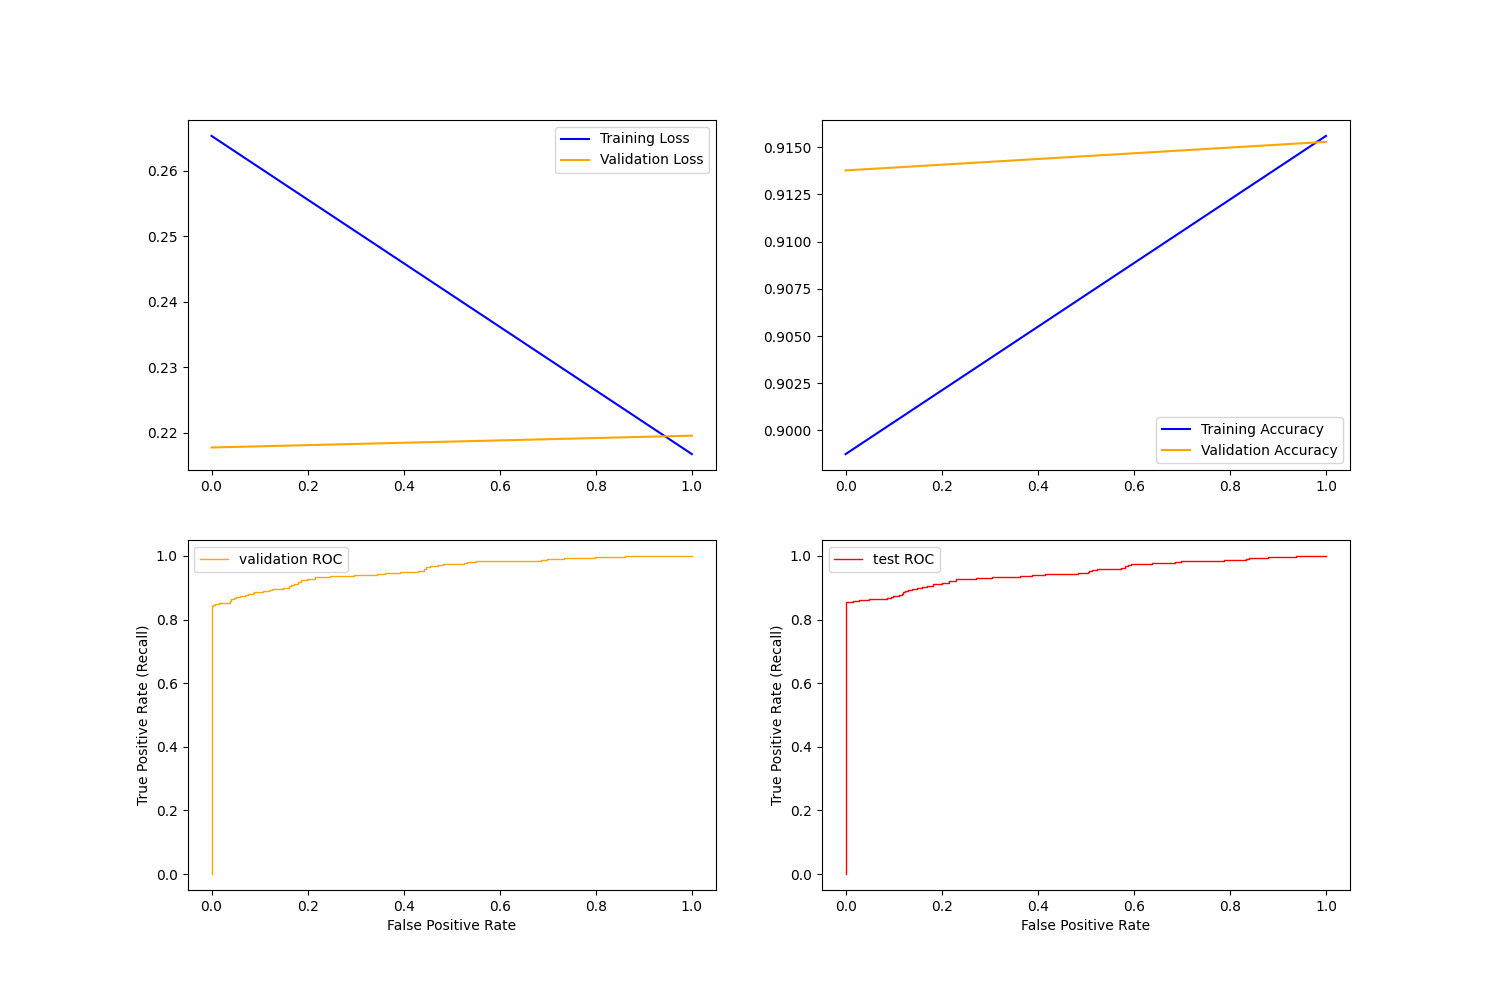 Training Loss
Validation Loss
0.26
0.25
0.24
0.23
0.22
0.0 0.2 0.4 0.6 0.8 1.0
0.9150
0.9125
0.9100
0.9075
0.9050
0.9025
0.9000
Training Accuracy
Validation Accuracy
0.0 0.2 0.4 0.6 0.8 1.0
validation ROC
True Positive Rate (Recall)
1.0
0.8
0.6
0.4
0.2
0.0
0.0 0.2 0.4 0.6 0.8 1.0
False Positive Rate
test ROC
True Positive Rate (Recall)
1.0
0.8
0.6
0.4
0.2
0.0
0.0 0.2 0.4 0.6 0.8 1.0
False Positive Rate